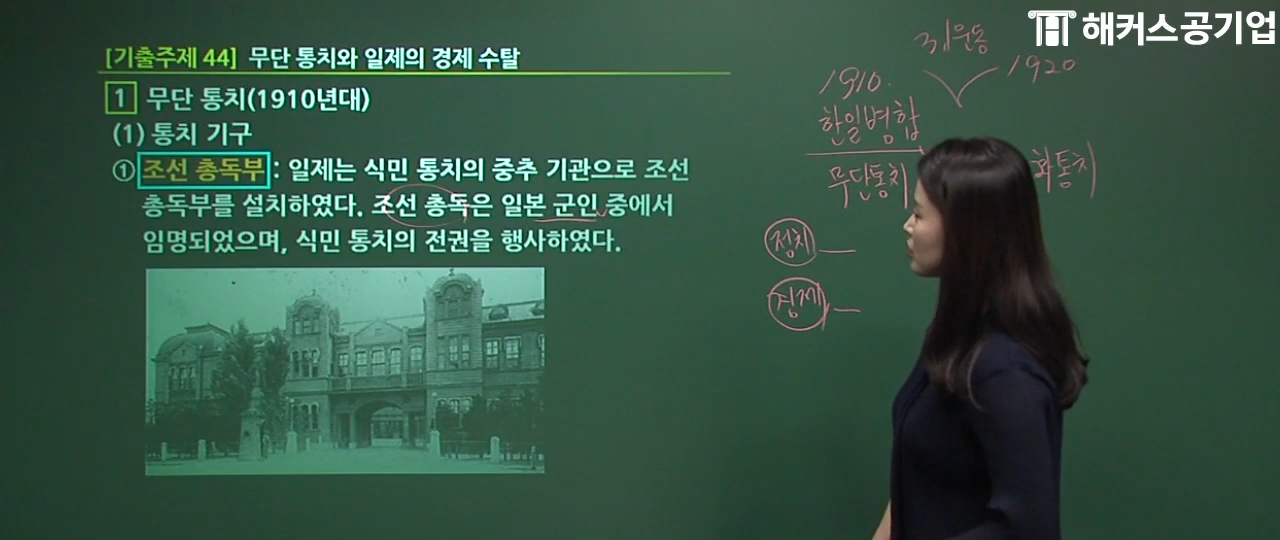 해커스공기업
[기출주제 44] 무단 통치와 일제의 경제 수탈
1 무단 통치(1910년대)
(1) 통치 기구
① 조선 총독부 : 일제는 식민 통치의 중추 기관으로 조선
총독부를 설치하였다. 조선 총독은 일본 군인 중에서
임명되었으며, 식민 통치의 전권을 행사하였다.
3.1운동
1910. 1920
한일병합
무단통치 화통치
정치
경제